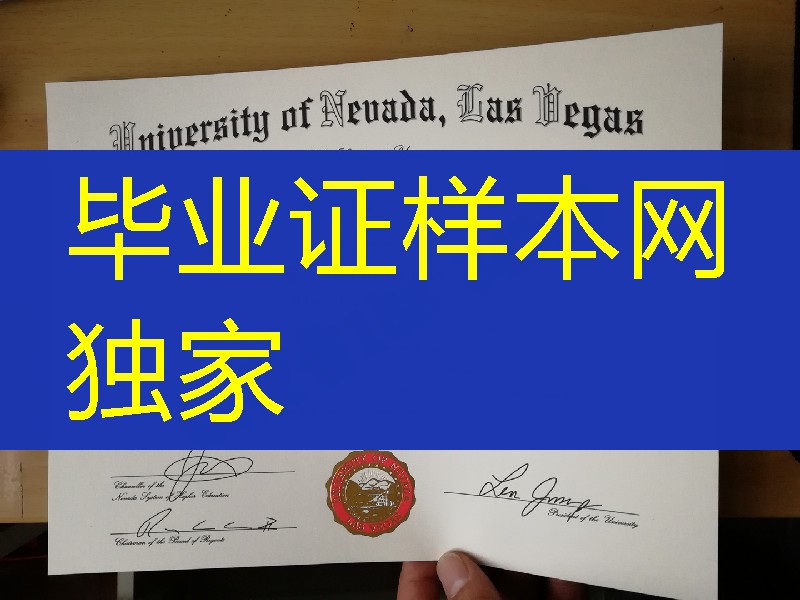 University of Nevada, Las Vegas
毕业证样本网
独家
Chancellor of the
Nevada System of Higher Education
Chairman of the Board of Regents
President of the University